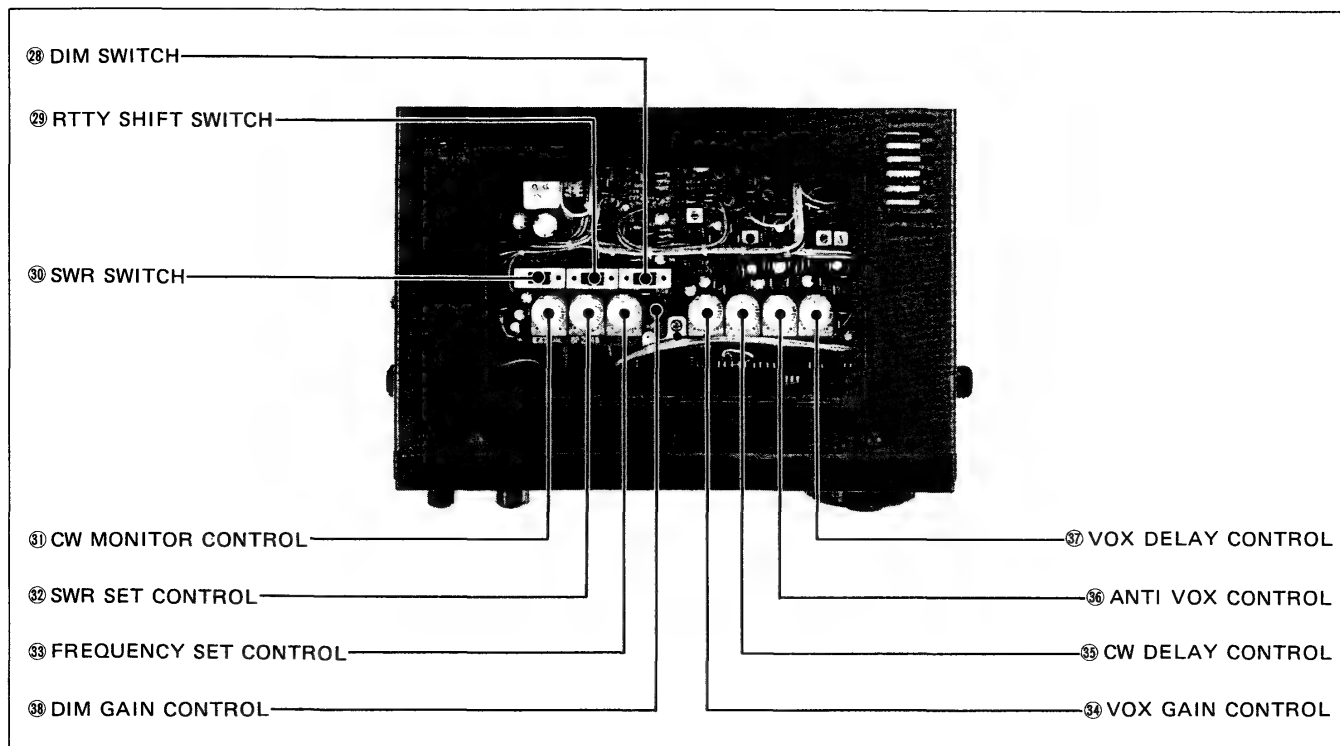 ㉘ DIM SWITCH
㉙ RTTY SHIFT SWITCH
㉚ SWR SWITCH
㉛ CW MONITOR CONTROL
㉜ SWR SET CONTROL
㉝ FREQUENCY SET CONTROL
㊳ DIM GAIN CONTROL
㊲ VOX DELAY CONTROL
㊱ ANTI VOX CONTROL
㉟ CW DELAY CONTROL
㉞ VOX GAIN CONTROL